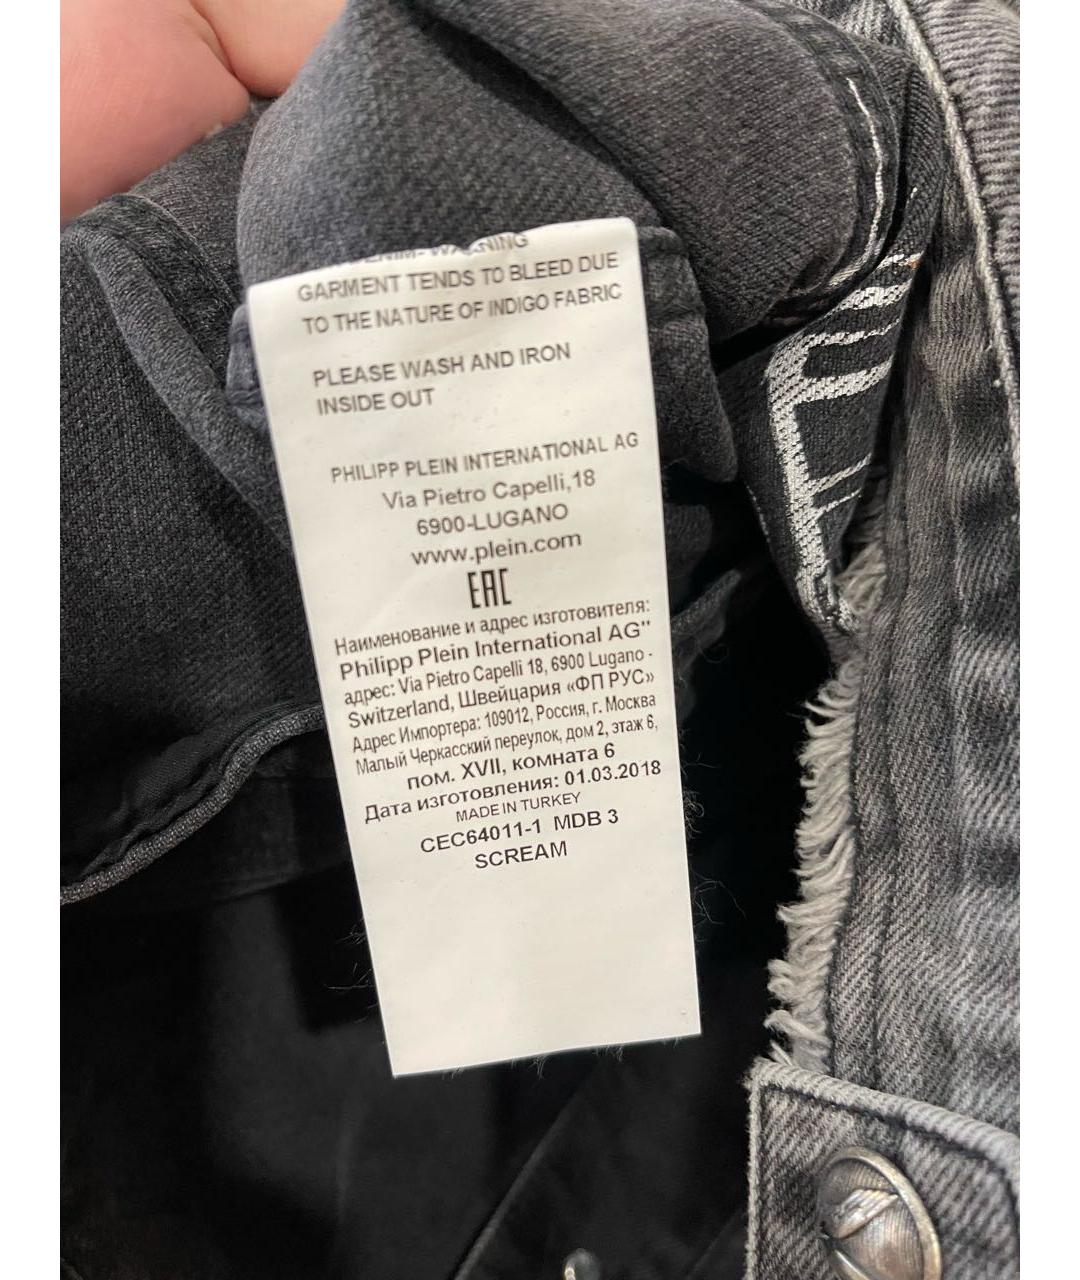 DENIM- WARNING
GARMENT TENDS TO BLEED DUE
TO THE NATURE OF INDIGO FABRIC
PLEASE WASH AND IRON
INSIDE OUT
PHILIPP PLEIN INTERNATIONAL AG
Via Pietro Capelli,18
6900-LUGANO
www.plein.com
EAC
Наименование и адрес изготовителя:
Philipp Plein International AG"
адрес: Via Pietro Capelli 18, 6900 Lugano -
Switzerland, Швейцария «ФП РУС»
Адрес Импортера: 109012, Россия, г. Москва
Малый Черкасский переулок, дом 2, этаж 6,
пом. XVII, комната 6
Дата изготовления: 01.03.2018
MADE IN TURKEY
CEC64011-1 MDB 3
SCREAM